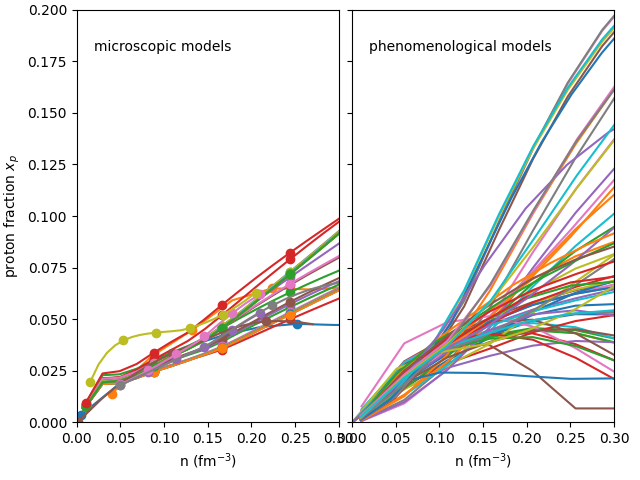 0.200
0.175
0.150
0.125
0.100
0.075
0.050
0.025
0.000
proton fraction xₚ
microscopic models
phenomenological models
0.00 0.05 0.10 0.15 0.20 0.25 0.30
0.00 0.05 0.10 0.15 0.20 0.25 0.30
n (fm⁻³)
n (fm⁻³)